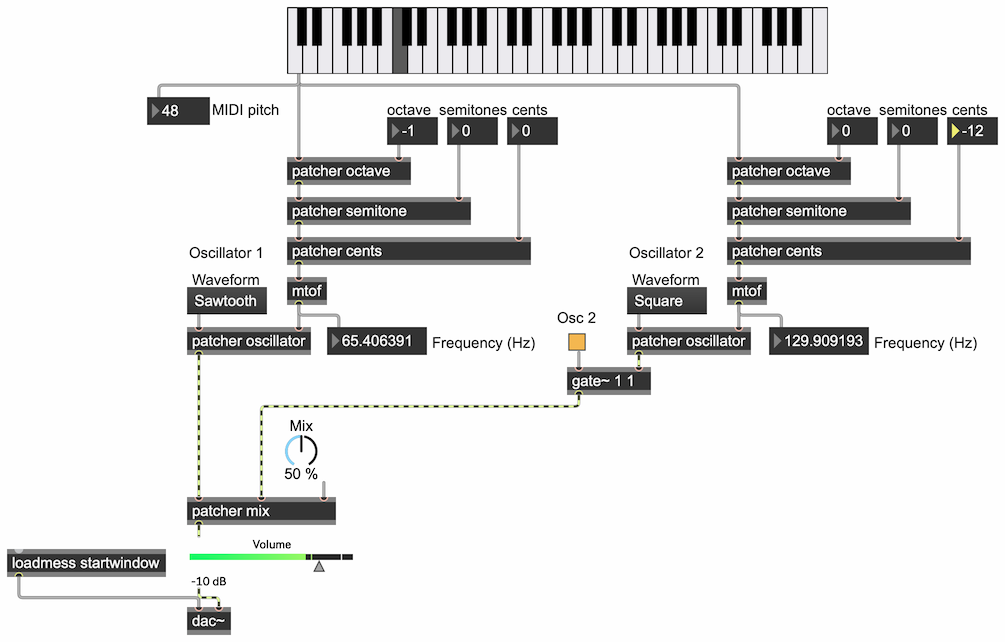 48
MIDI pitch
octave semitones cents
-1
0
0
octave semitones cents
0
0
-12
patcher octave
patcher octave
patcher semitone
patcher semitone
Oscillator 1
patcher cents
Oscillator 2
patcher cents
Waveform
Sawtooth
mtof
Waveform
Square
mtof
Osc 2
patcher oscillator
65.406391
Frequency (Hz)
patcher oscillator
129.909193
Frequency (Hz)
gate~ 1 1
Mix
50 %
patcher mix
Volume
loadmess startwindow
-10 dB
dac~